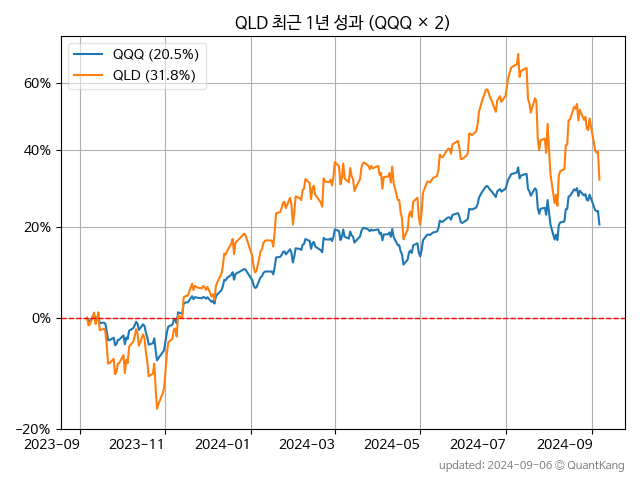 QLD 최근 1년 성과 (QQQ × 2)
QQQ (20.5%)
QLD (31.8%)
60%
40%
20%
0%
−20%
2023−09 2023−11 2024−01 2024−03 2024−05 2024−07 2024−09
updated: 2024−09−06 © QuantKang